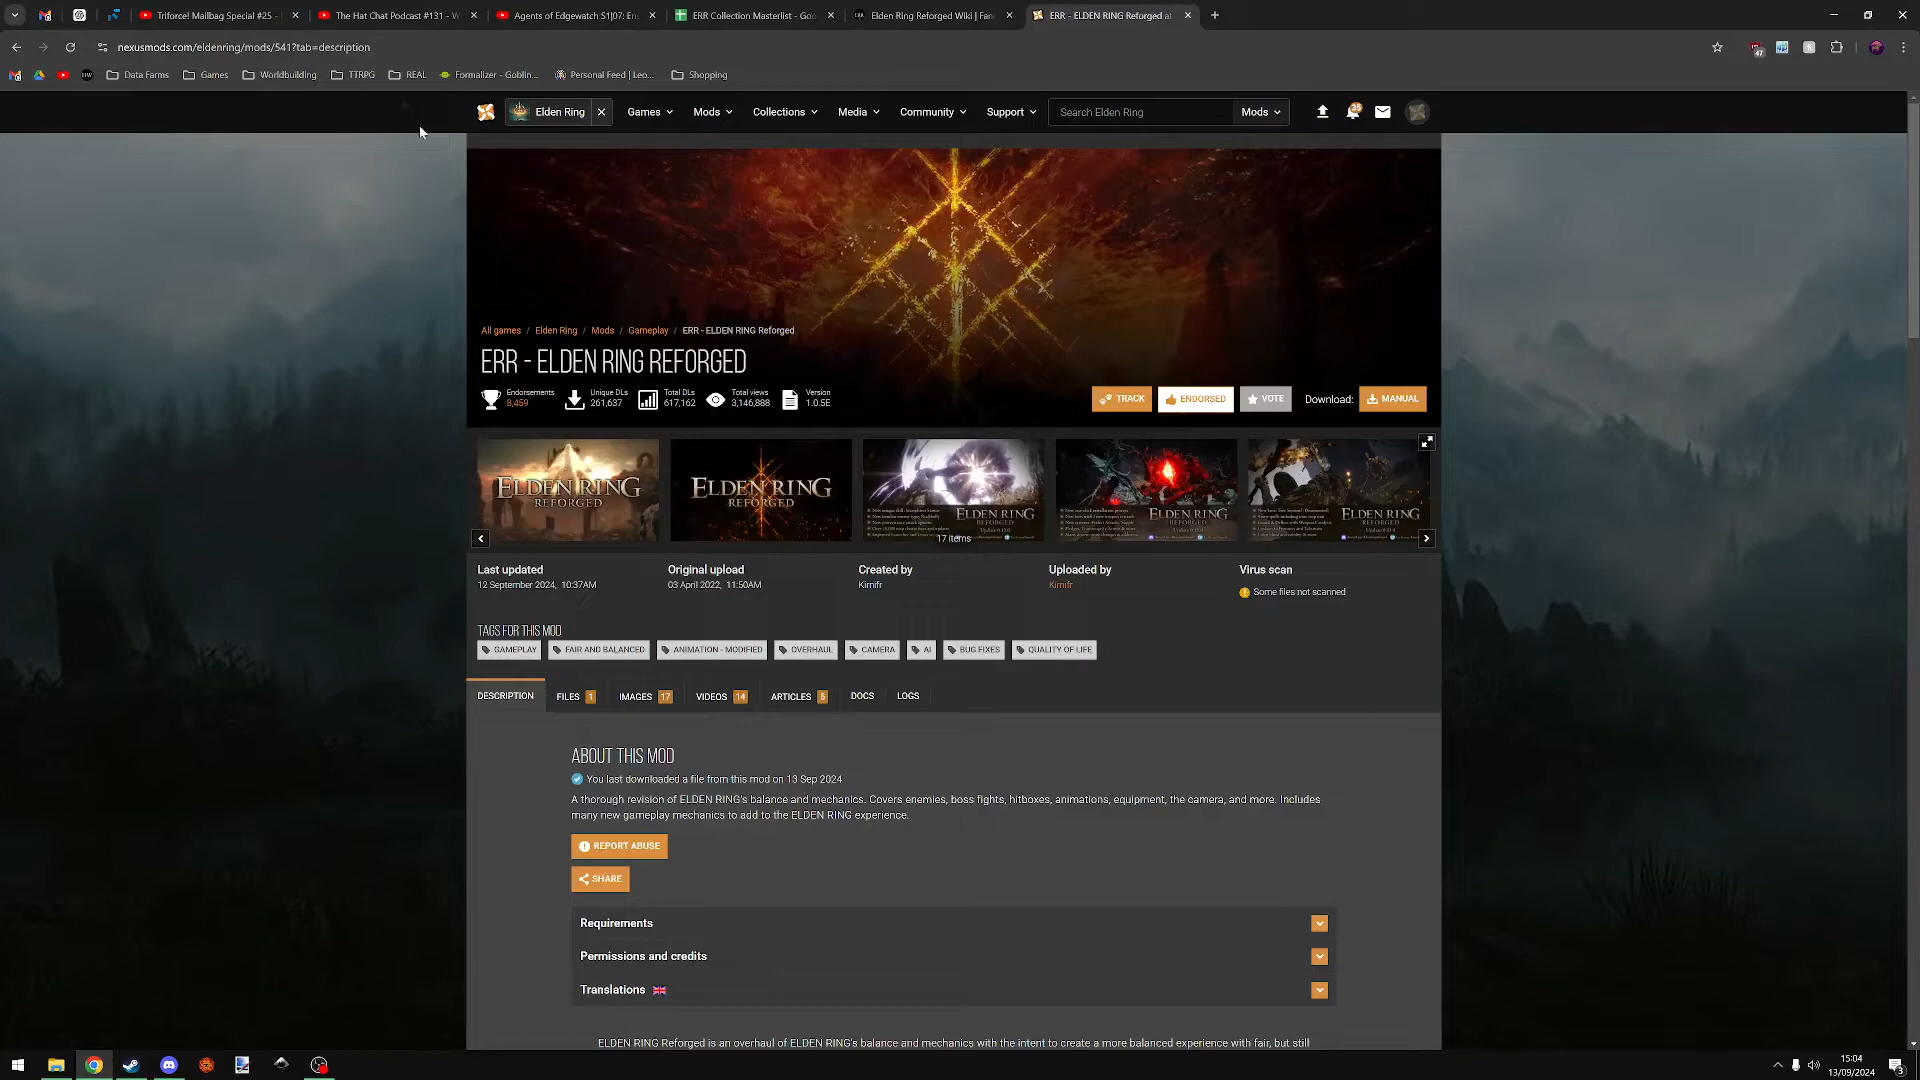 Triforce! Mailbag Special #25 -
The Hat Chat Podcast #131 - W
Agents of Edgewatch S1|07: En
ERR Collection Masterlist - Goo
Elden Ring Reforged Wiki | Fan
ERR - ELDEN RING Reforged at
nexusmods.com/eldenring/mods/541?tab=description
47
Data Farms
Games
Worldbuilding
TTRPG
REAL
Formalizer - Goblin...
Personal Feed | Leo...
Shopping
Elden Ring
Games
Mods
Collections
Media
Community
Support
Search Elden Ring
Mods
35
All games / Elden Ring / Mods / Gameplay / ERR - ELDEN RING Reforged
ERR - ELDEN RING REFORGED
Endorsements
8,459
Unique DLs
261,637
Total DLs
617,162
Total views
3,146,888
Version
1.0.5E
TRACK
ENDORSED
VOTE
Download:
MANUAL
ELDEN RING
REFORGED
ELDEN RING
REFORGED
ELDEN RING
REFORGED
ELDEN RING
REFORGED
ELDEN RING
REFORGED
17 items
Last updated
12 September 2024, 10:37AM
Original upload
03 April 2022, 11:50AM
Created by
Kirnifr
Uploaded by
Kirnifr
Virus scan
Some files not scanned
TAGS FOR THIS MOD
GAMEPLAY
FAIR AND BALANCED
ANIMATION - MODIFIED
OVERHAUL
CAMERA
AI
BUG FIXES
QUALITY OF LIFE
DESCRIPTION
FILES 1
IMAGES 17
VIDEOS 14
ARTICLES 5
DOCS
LOGS
ABOUT THIS MOD
You last downloaded a file from this mod on 13 Sep 2024
A thorough revision of ELDEN RING's balance and mechanics. Covers enemies, boss fights, hitboxes, animations, equipment, the camera, and more. Includes
many new gameplay mechanics to add to the ELDEN RING experience.
REPORT ABUSE
SHARE
Requirements
Permissions and credits
Translations
ELDEN RING Reforged is an overhaul of ELDEN RING's balance and mechanics with the intent to create a more balanced experience with fair, but still
15:04
13/09/2024
3